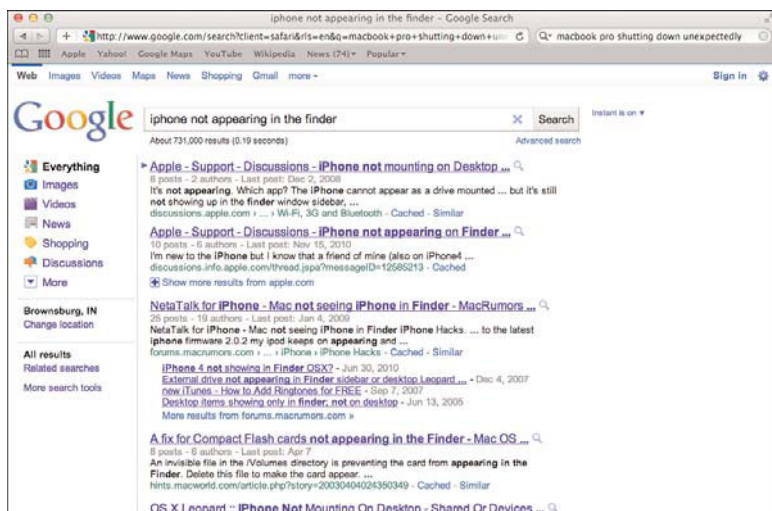 iphone not appearing in the finder - Google Search
http://www.google.com/search?client=safari&rls=en&q=macbook+pro+shutting+down+un
macbook pro shutting down unexpectedly
Apple Yahoo! Google Maps YouTube Wikipedia News (74) Popular
Web Images Videos Maps News Shopping Gmail more
Sign in
Google
iphone not appearing in the finder
Search
Instant is on
About 731,000 results (0.19 seconds)
Advanced search
Everything
Images
Videos
News
Shopping
Discussions
More
Brownsburg, IN
Change location
All results
Related searches
More search tools
Apple - Support - Discussions - iPhone not mounting on Desktop ...
8 posts - 2 authors - Last post: Dec 2, 2008
It's not appearing. Which app? The iPhone cannot appear as a drive mounted ... but it's still
not showing up in the finder window sidebar, ...
discussions.apple.com › ... › Wi-Fi, 3G and Bluetooth - Cached - Similar
Apple - Support - Discussions - iPhone not appearing on Finder ...
10 posts - 6 authors - Last post: Nov 15, 2010
I'm new to the iPhone but I know that a friend of mine (also on iPhone4 ...
discussions.info.apple.com/thread.jspa?messageID=12585213 - Cached
Show more results from apple.com
NetaTalk for iPhone - Mac not seeing iPhone in Finder - MacRumors ...
25 posts - 19 authors - Last post: Jan 4, 2009
NetaTalk for iPhone - Mac not seeing iPhone in Finder iPhone Hacks. ... to the latest
iphone firmware 2.0.2 my ipod keeps on appearing and ...
forums.macrumors.com › ... › iPhone › iPhone Hacks - Cached - Similar
iPhone 4 not showing in Finder OSX? - Jun 30, 2010
External drive not appearing in Finder sidebar or desktop Leopard ... - Dec 4, 2007
new iTunes - How to Add Ringtones for FREE - Sep 7, 2007
Desktop items showing only in finder; not on desktop - Jun 13, 2005
More results from forums.macrumors.com »
A fix for Compact Flash cards not appearing in the Finder - Mac OS ...
8 posts - 6 authors - Last post: Apr 7
An invisible file in the /Volumes directory is preventing the card from appearing in the
Finder. Delete this file to make the card appear. ...
hints.macworld.com/article.php?story=20030404024350349 - Cached - Similar
OS X Leopard :: IPhone Not Mounting On Desktop - Shared Or Devices ...